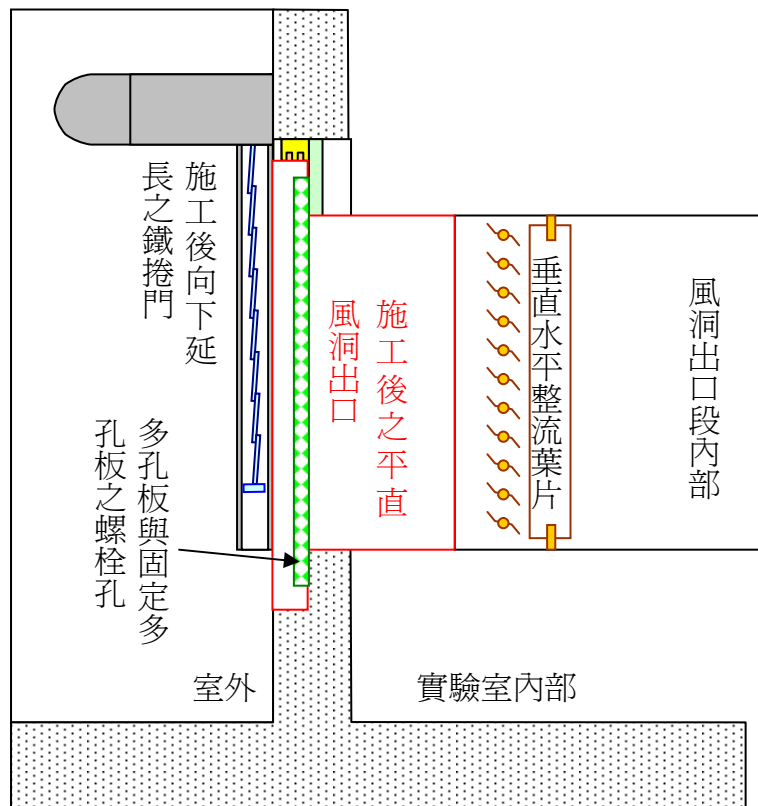 施工後向下延
長之鐵捲門
施工後之平直
風洞出口
垂直水平整流葉片
風洞出口段內部
多孔板與固定多
孔板之螺栓孔
室外
實驗室內部